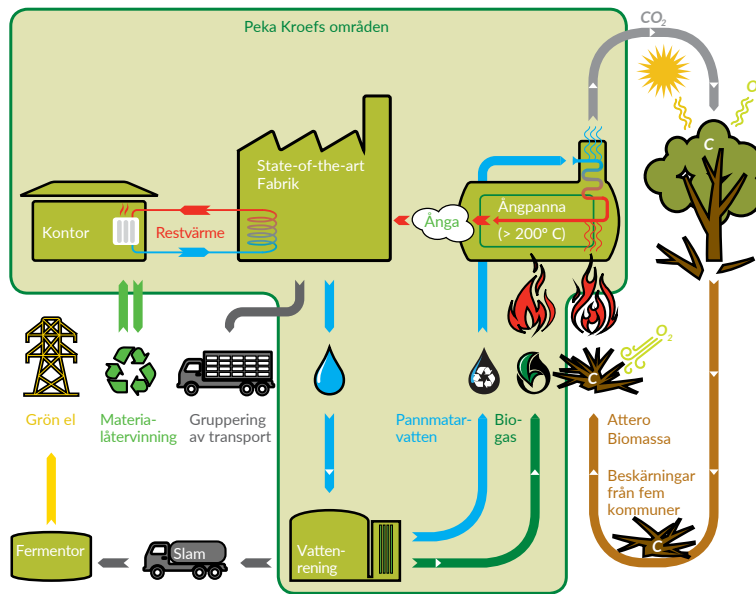 Peka Kroefs områden
CO₂
O
C
State-of-the-art
Fabrik
Ångpanna
(> 200° C)
Ånga
Kontor
Restvärme
O₂
C
Grön el
Materia-
låtervinning
Gruppering
av transport
Pannmatar-
vatten
Bio-
gas
Attero
Biomassa
Beskärningar
från fem
kommuner
C
Fermentor
Slam
Vatten-
rening